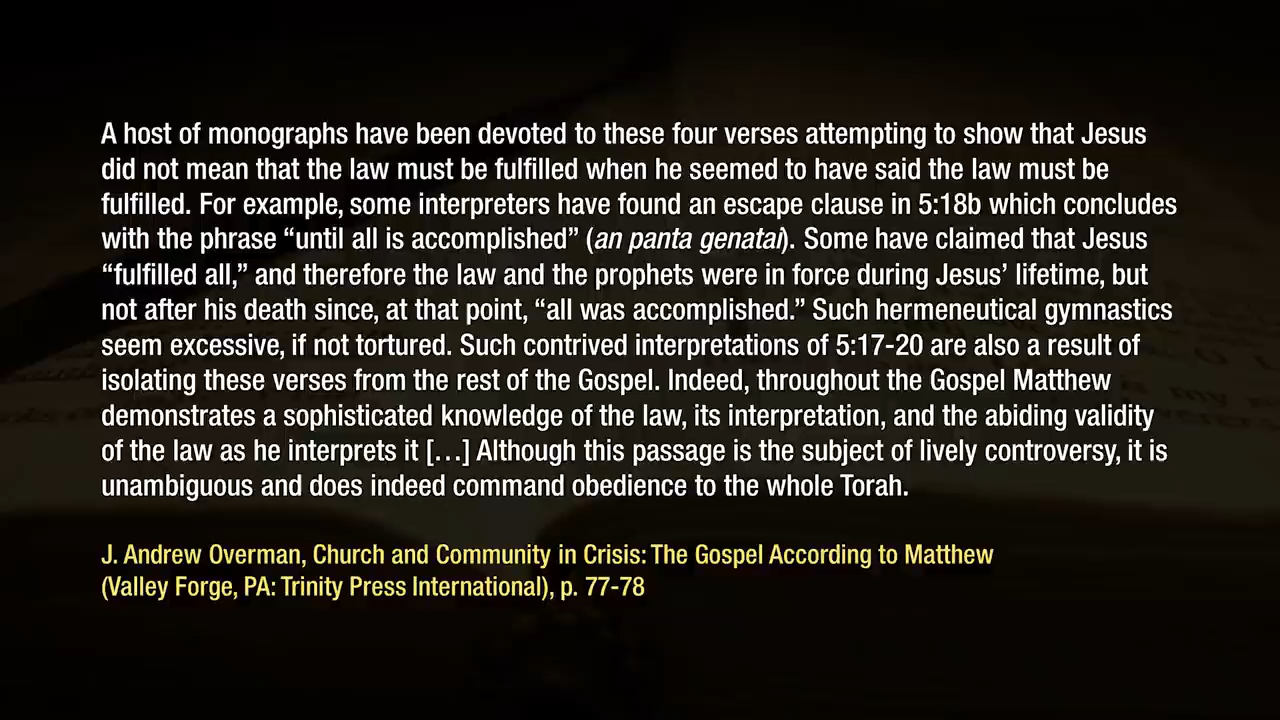 A host of monographs have been devoted to these four verses attempting to show that Jesus
did not mean that the law must be fulfilled when he seemed to have said the law must be
fulfilled. For example, some interpreters have found an escape clause in 5:18b which concludes
with the phrase “until all is accomplished” (an panta genatai). Some have claimed that Jesus
“fulfilled all,” and therefore the law and the prophets were in force during Jesus’ lifetime, but
not after his death since, at that point, “all was accomplished.” Such hermeneutical gymnastics
seem excessive, if not tortured. Such contrived interpretations of 5:17-20 are also a result of
isolating these verses from the rest of the Gospel. Indeed, throughout the Gospel Matthew
demonstrates a sophisticated knowledge of the law, its interpretation, and the abiding validity
of the law as he interprets it […] Although this passage is the subject of lively controversy, it is
unambiguous and does indeed command obedience to the whole Torah.
J. Andrew Overman, Church and Community in Crisis: The Gospel According to Matthew
(Valley Forge, PA: Trinity Press International), p. 77-78